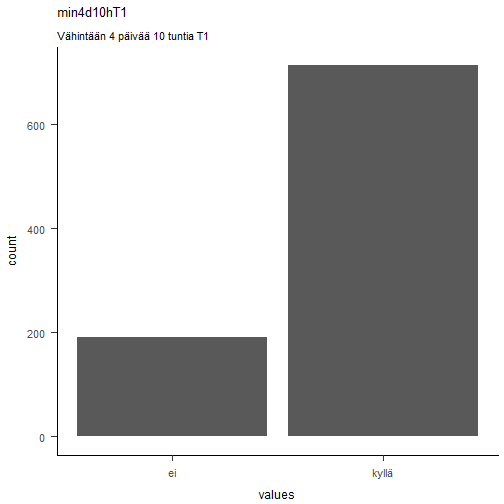 min4d10hT1
Vähintään 4 päivää 10 tuntia T1
600
400
200
0
count
ei
kyllä
values